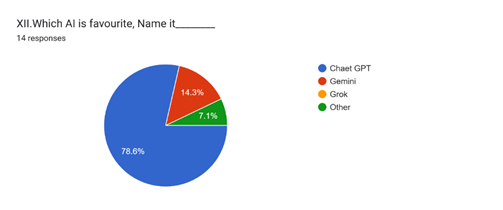 XII.Which AI is favourite, Name it________
14 responses
Chaet GPT
Gemini
Grok
Other
14.3%
7.1%
78.6%